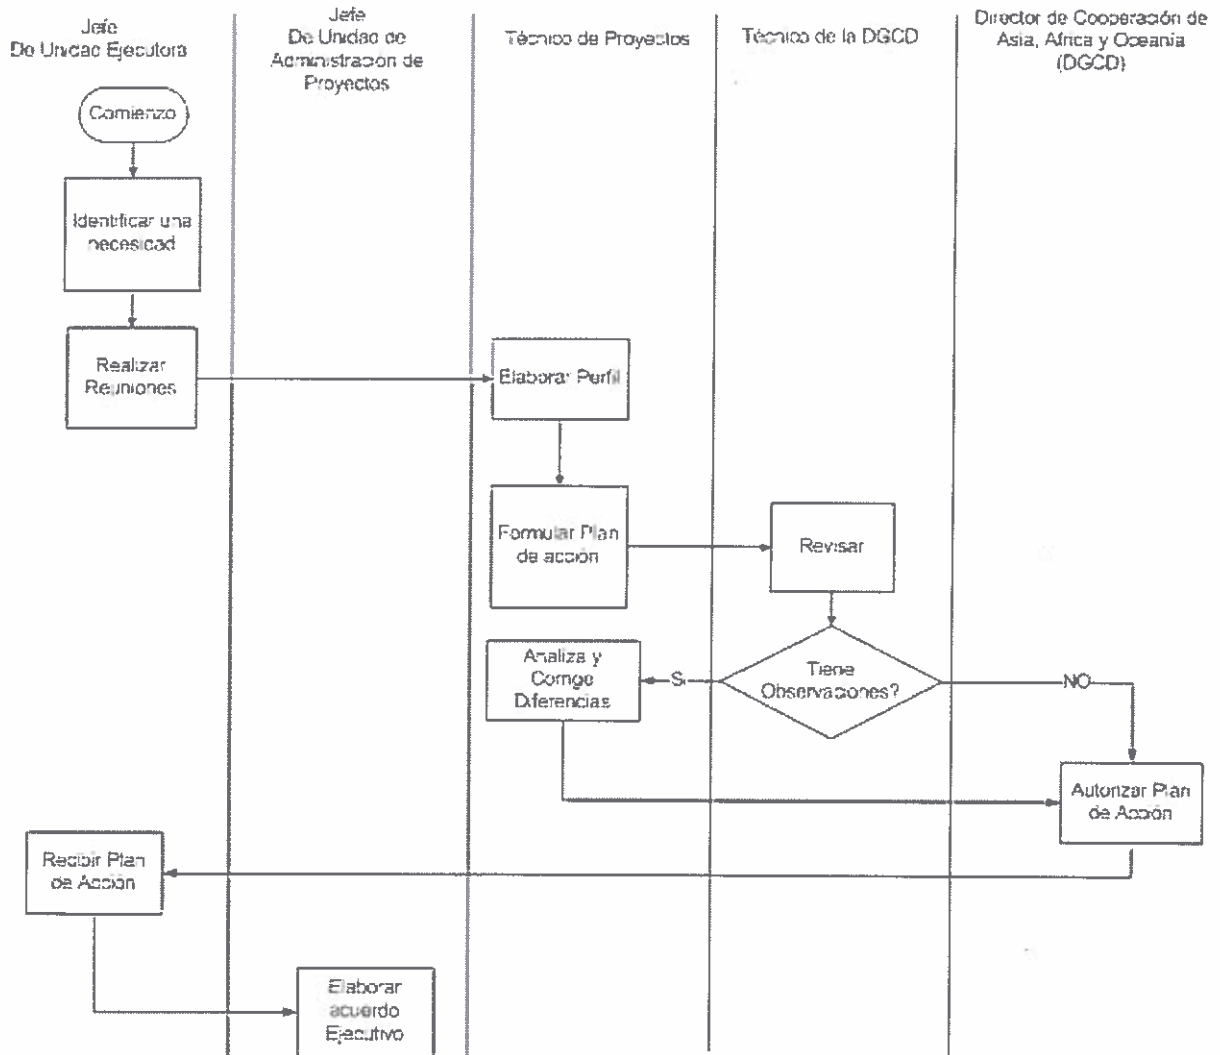 Jefe
De Unidad Ejecutora
Jefe
De Unidad de
Administración de
Proyectos
Técnico de Proyectos
Técnico de la DGCD
Director de Cooperación de
Asia, Africa y Oceanía
(DGCD)
Comienzo
Identificar una
necesidad
Realizar
Reuniones
Elaborar Perfil
Formular Plan
de acción
Revisar
Analiza y
Corrige
Diferencias
Si
Tiene
Observaciones?
NO
Autorizar Plan
de Acción
Recibir Plan
de Acción
Elaborar
acuerdo
Ejecutivo